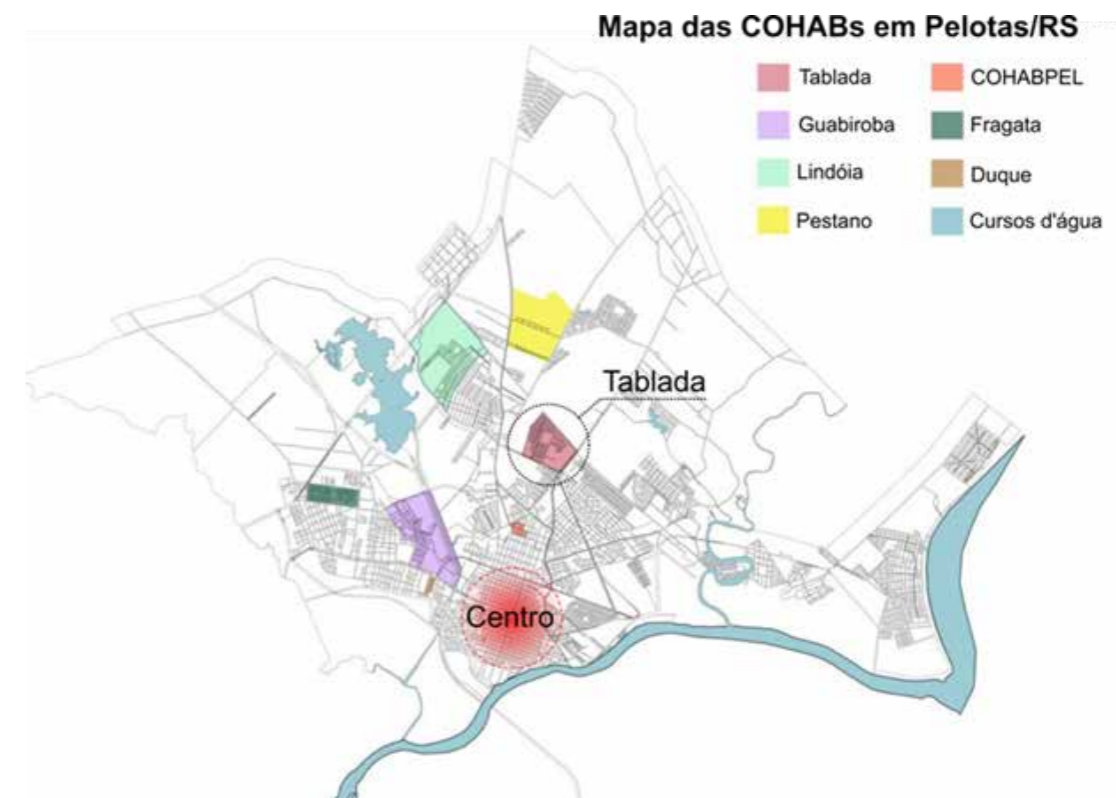 Mapa das COHABs em Pelotas/RS
Tablada
COHABPEL
Guabiroba
Fragata
Lindóia
Duque
Pestano
Cursos d'água
Tablada
Centro